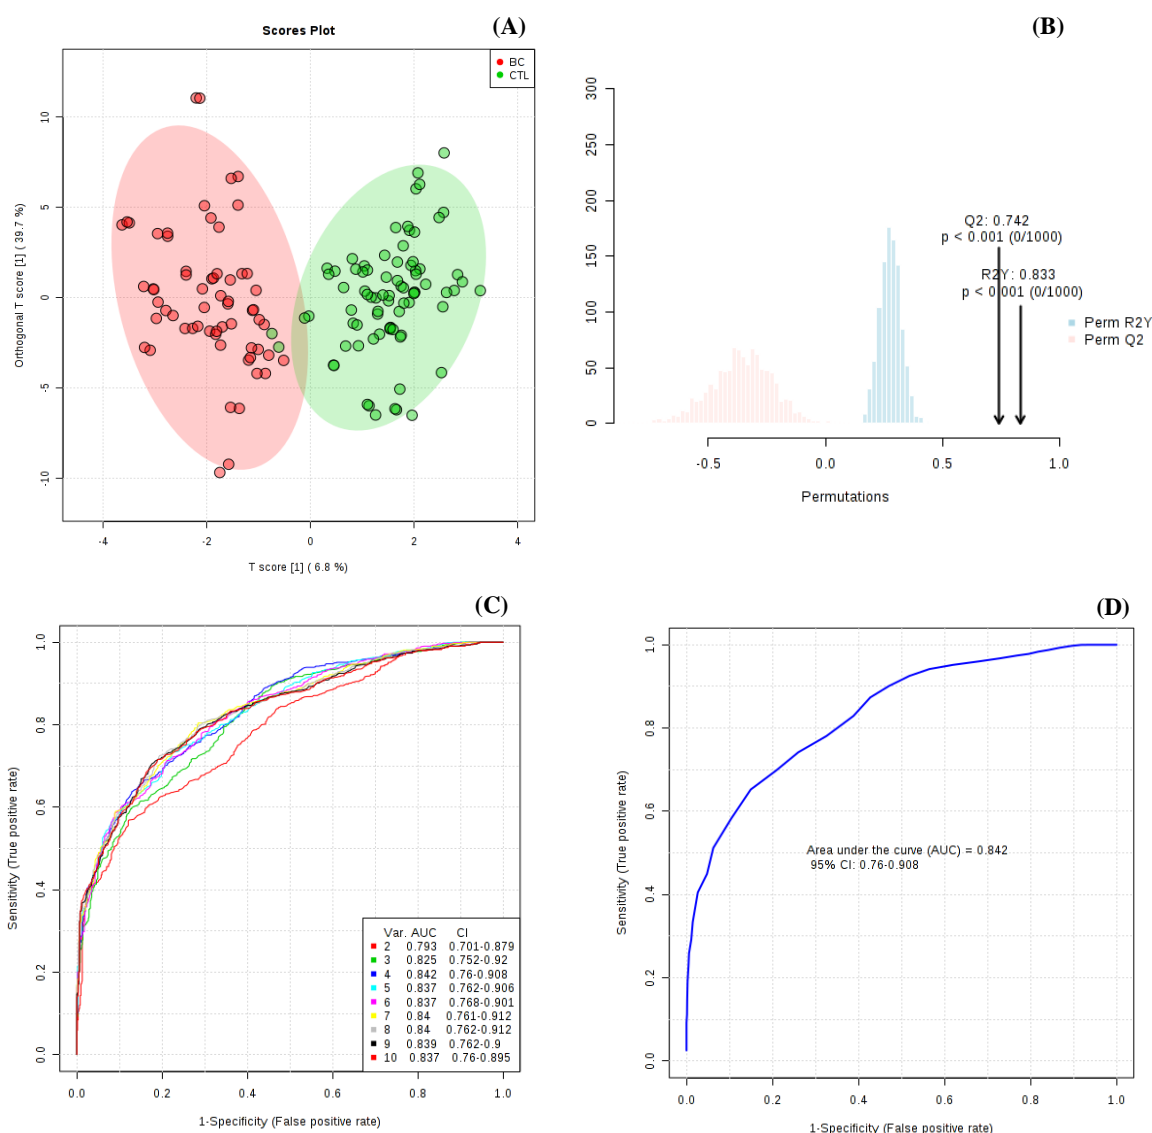 (A)
Scores Plot
BC
CTL
Orthogonal T score [1] ( 39.7 %)
10
5
0
-5
-10
-4
-2
0
2
4
T score [1] ( 6.8 %)
(B)
300
250
200
150
100
50
0
Q2: 0.742
p < 0.001 (0/1000)
R2Y: 0.833
p < 0.001 (0/1000)
Perm R2Y
Perm Q2
-0.5
0.0
0.5
1.0
Permutations
(C)
Sensitivity (True positive rate)
1.0
0.8
0.6
0.4
0.2
0.0
Var. AUC CI
2 0.793 0.701-0.879
3 0.825 0.752-0.92
4 0.842 0.76-0.908
5 0.837 0.762-0.906
6 0.837 0.768-0.901
7 0.84 0.761-0.912
8 0.84 0.762-0.912
9 0.839 0.762-0.9
10 0.837 0.76-0.895
0.0
0.2
0.4
0.6
0.8
1.0
1-Specificity (False positive rate)
(D)
Sensitivity (True positive rate)
1.0
0.8
0.6
0.4
0.2
0.0
Area under the curve (AUC) = 0.842
95% CI: 0.76-0.908
0.0
0.2
0.4
0.6
0.8
1.0
1-Specificity (False positive rate)